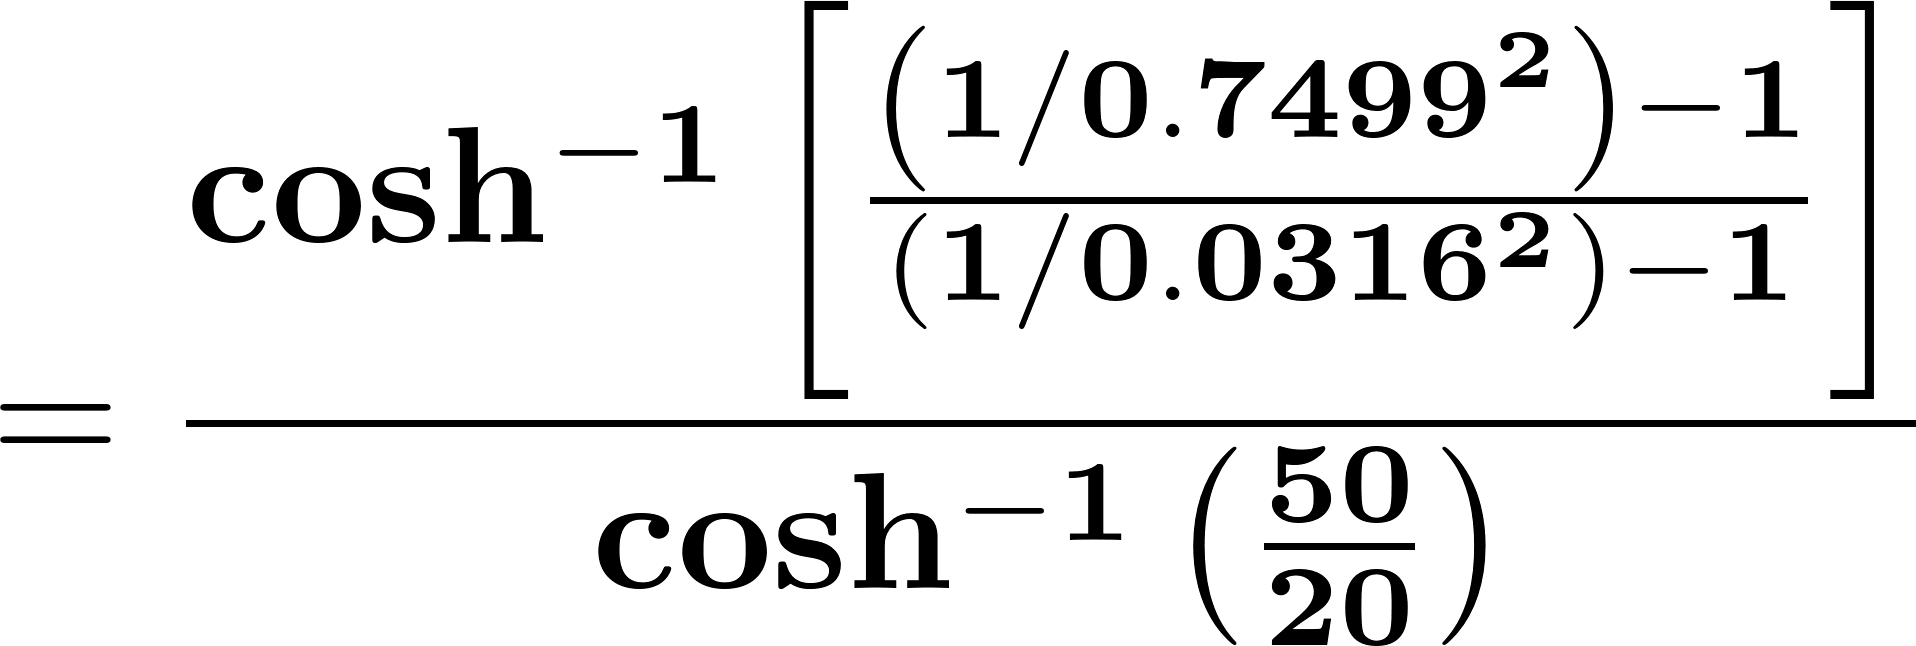 = cosh⁻¹ [ (1/0.7499²)−1 / (1/0.0316²)−1 ]
cosh⁻¹ ( 50 / 20 )